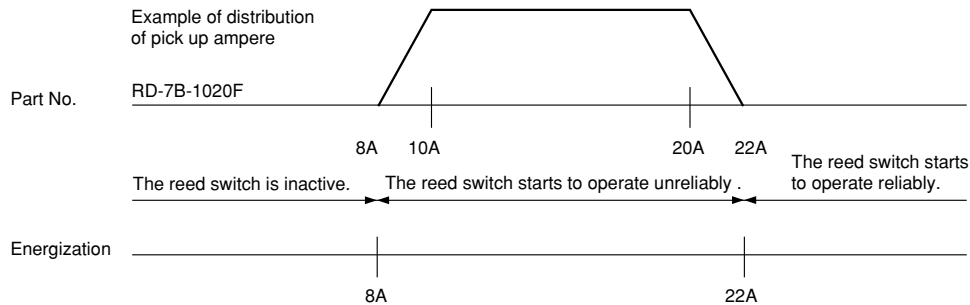 Example of distribution
of pick up ampere
Part No.
RD-7B-1020F
8A 10A 20A 22A
The reed switch is inactive.
The reed switch starts to operate unreliably .
The reed switch starts
to operate reliably.
Energization
8A 22A